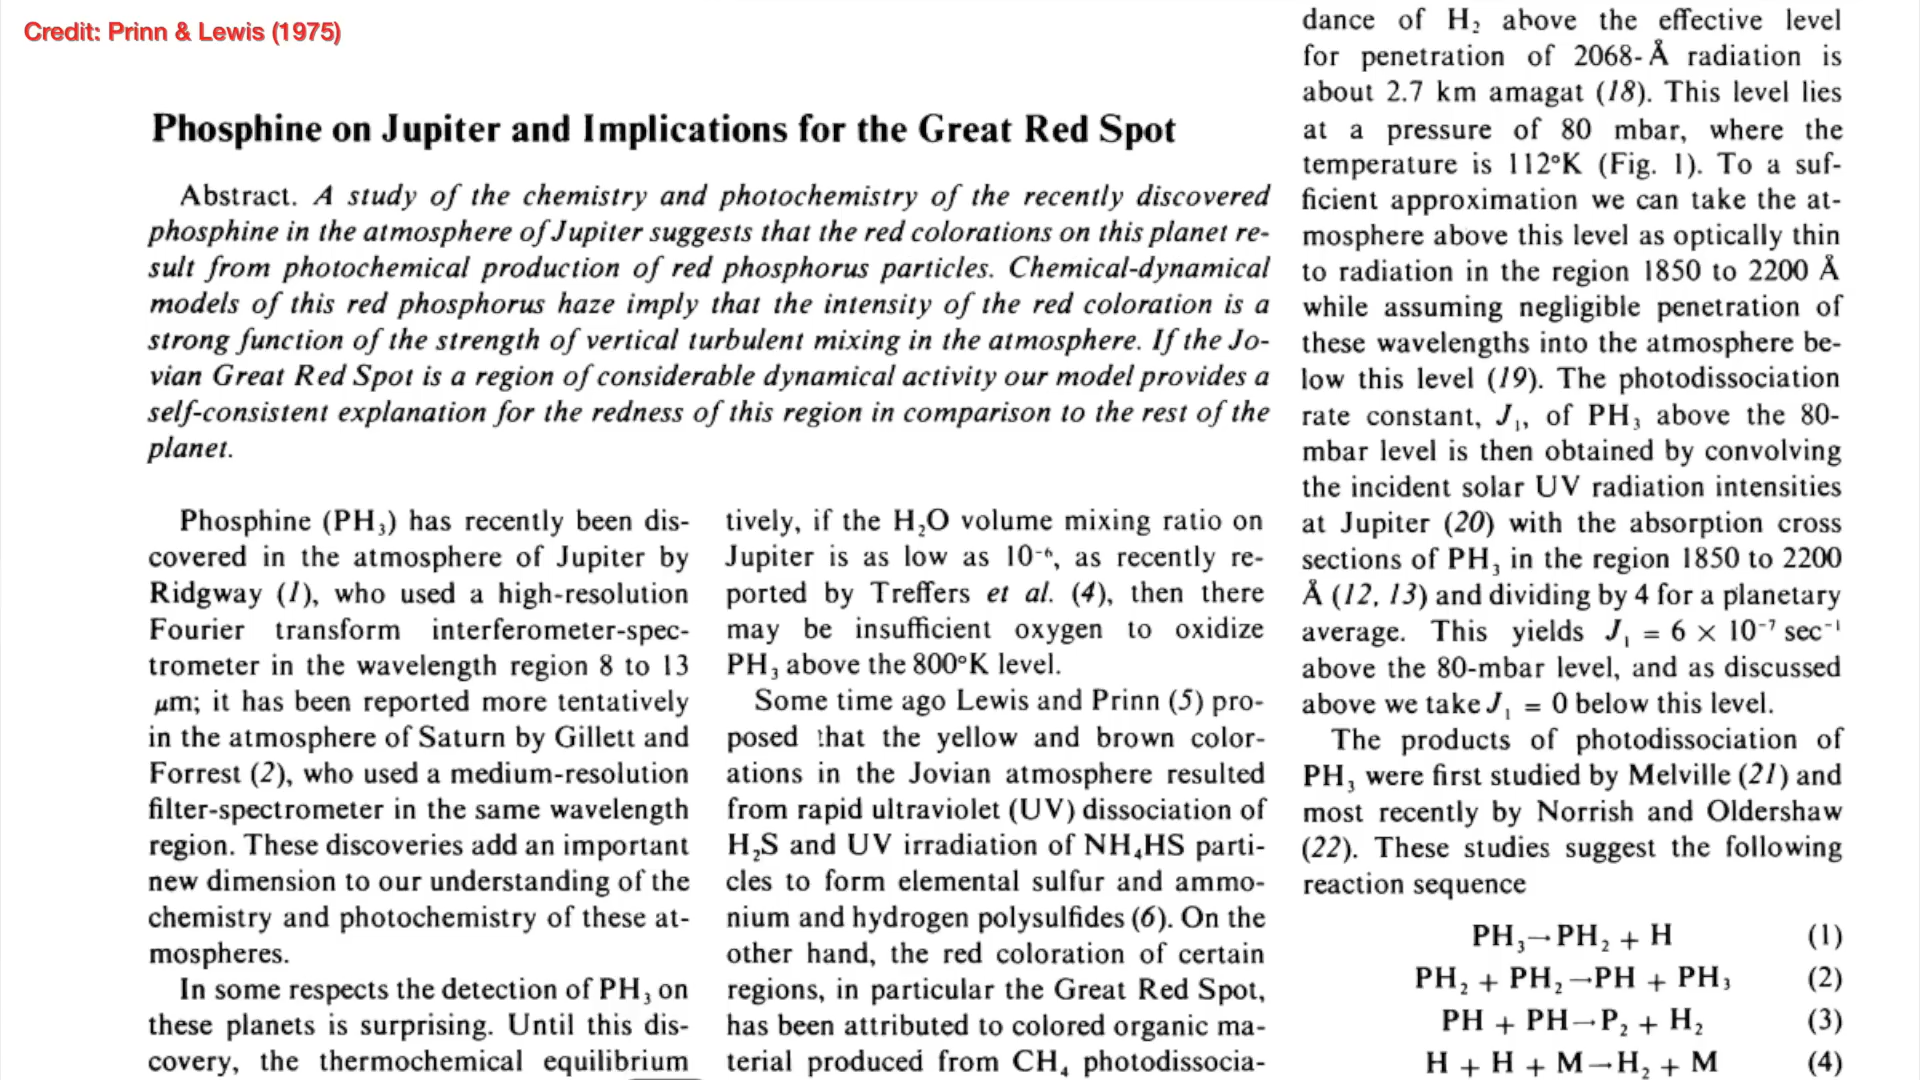 Credit: Prinn & Lewis (1975)
Phosphine on Jupiter and Implications for the Great Red Spot
Abstract. A study of the chemistry and photochemistry of the recently discovered
phosphine in the atmosphere of Jupiter suggests that the red colorations on this planet re-
sult from photochemical production of red phosphorus particles. Chemical-dynamical
models of this red phosphorus haze imply that the intensity of the red coloration is a
strong function of the strength of vertical turbulent mixing in the atmosphere. If the Jo-
vian Great Red Spot is a region of considerable dynamical activity our model provides a
self-consistent explanation for the redness of this region in comparison to the rest of the
planet.
Phosphine (PH₃) has recently been dis-
covered in the atmosphere of Jupiter by
Ridgway (1), who used a high-resolution
Fourier transform interferometer-spec-
trometer in the wavelength region 8 to 13
μm; it has been reported more tentatively
in the atmosphere of Saturn by Gillett and
Forrest (2), who used a medium-resolution
filter-spectrometer in the same wavelength
region. These discoveries add an important
new dimension to our understanding of the
chemistry and photochemistry of these at-
mospheres.
In some respects the detection of PH₃ on
these planets is surprising. Until this dis-
covery, the thermochemical equilibrium
tively, if the H₂O volume mixing ratio on
Jupiter is as low as 10⁻⁶, as recently re-
ported by Treffers et al. (4), then there
may be insufficient oxygen to oxidize
PH₃ above the 800°K level.
Some time ago Lewis and Prinn (5) pro-
posed that the yellow and brown color-
ations in the Jovian atmosphere resulted
from rapid ultraviolet (UV) dissociation of
H₂S and UV irradiation of NH₄HS parti-
cles to form elemental sulfur and ammo-
nium and hydrogen polysulfides (6). On the
other hand, the red coloration of certain
regions, in particular the Great Red Spot,
has been attributed to colored organic ma-
terial produced from CH₄ photodissocia-
dance of H₂ above the effective level
for penetration of 2068-Å radiation is
about 2.7 km amagat (18). This level lies
at a pressure of 80 mbar, where the
temperature is 112°K (Fig. 1). To a suf-
ficient approximation we can take the at-
mosphere above this level as optically thin
to radiation in the region 1850 to 2200 Å
while assuming negligible penetration of
these wavelengths into the atmosphere be-
low this level (19). The photodissociation
rate constant, J₁, of PH₃ above the 80-
mbar level is then obtained by convolving
the incident solar UV radiation intensities
at Jupiter (20) with the absorption cross
sections of PH₃ in the region 1850 to 2200
Å (12, 13) and dividing by 4 for a planetary
average. This yields J₁ = 6 × 10⁻⁷ sec⁻¹
above the 80-mbar level, and as discussed
above we take J₁ = 0 below this level.
The products of photodissociation of
PH₃ were first studied by Melville (21) and
most recently by Norrish and Oldershaw
(22). These studies suggest the following
reaction sequence
PH₃→PH₂ + H (1)
PH₂ + PH₂→PH + PH₃ (2)
PH + PH→P₂ + H₂ (3)
H + H + M→H₂ + M (4)